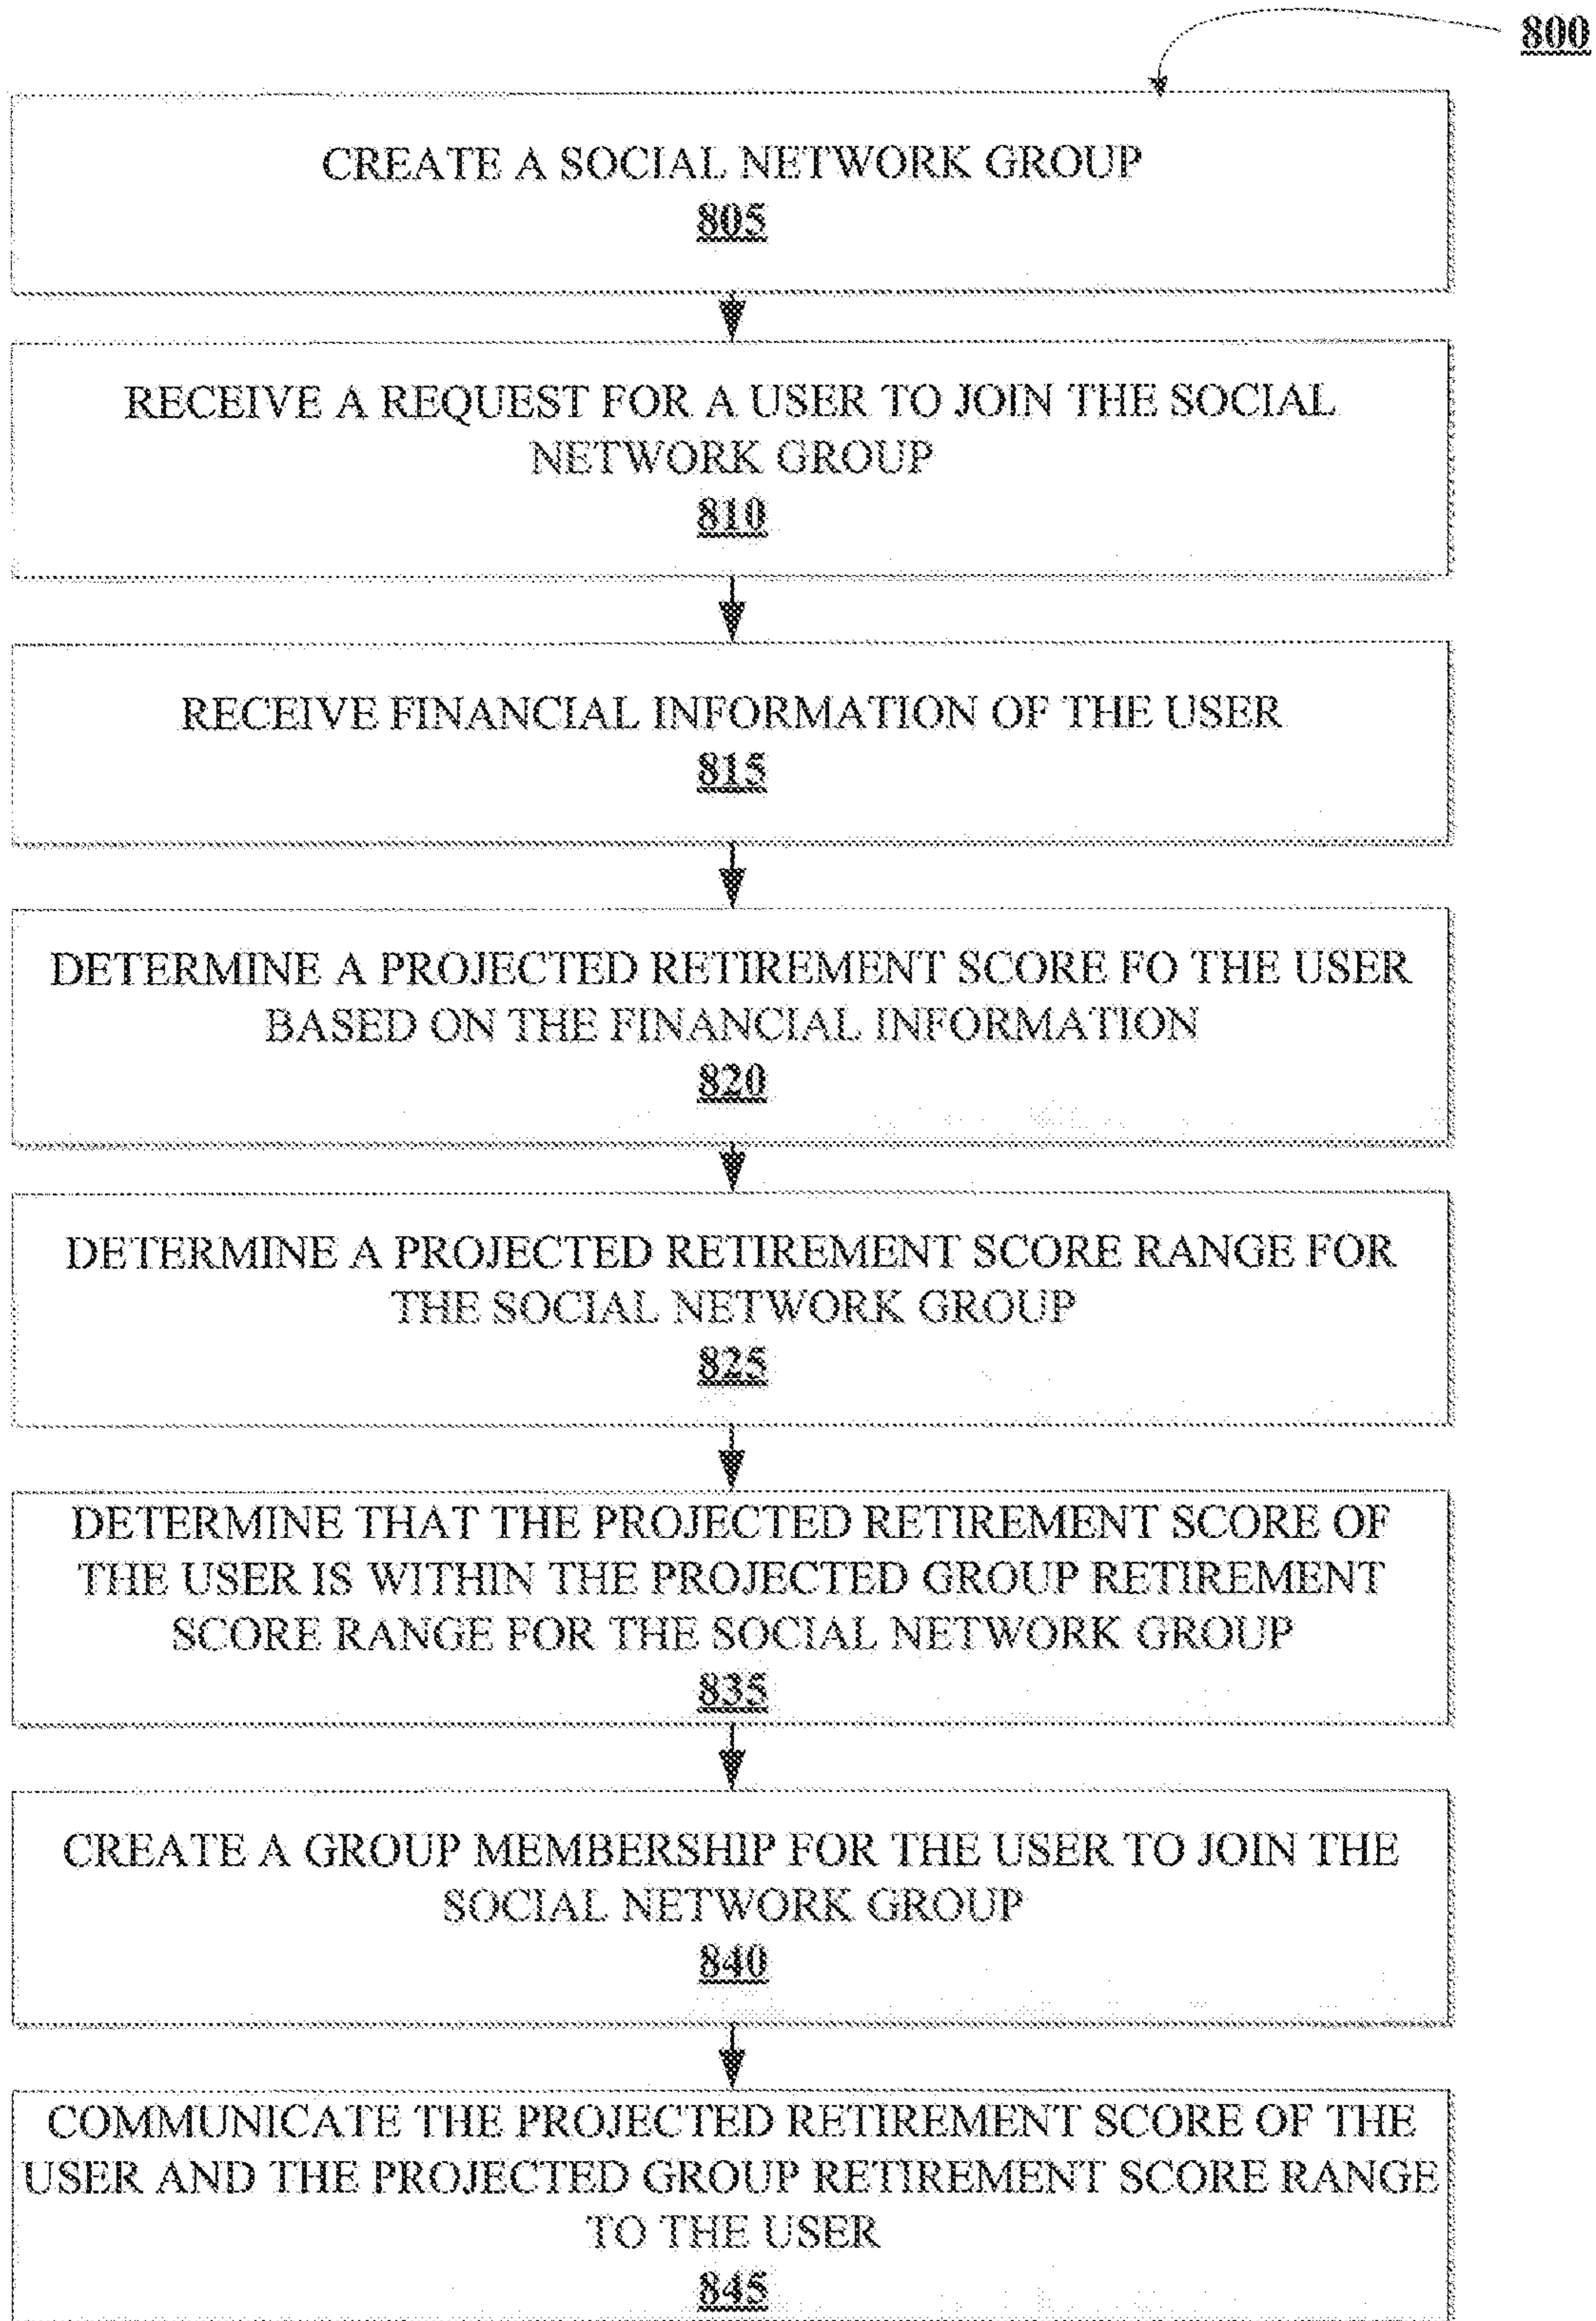 800
CREATE A SOCIAL NETWORK GROUP
805
RECEIVE A REQUEST FOR A USER TO JOIN THE SOCIAL
NETWORK GROUP
810
RECEIVE FINANCIAL INFORMATION OF THE USER
815
DETERMINE A PROJECTED RETIREMENT SCORE FO THE USER
BASED ON THE FINANCIAL INFORMATION
820
DETERMINE A PROJECTED RETIREMENT SCORE RANGE FOR
THE SOCIAL NETWORK GROUP
825
DETERMINE THAT THE PROJECTED RETIREMENT SCORE OF
THE USER IS WITHIN THE PROJECTED GROUP RETIREMENT
SCORE RANGE FOR THE SOCIAL NETWORK GROUP
835
CREATE A GROUP MEMBERSHIP FOR THE USER TO JOIN THE
SOCIAL NETWORK GROUP
840
COMMUNICATE THE PROJECTED RETIREMENT SCORE OF THE
USER AND THE PROJECTED GROUP RETIREMENT SCORE RANGE
TO THE USER
845